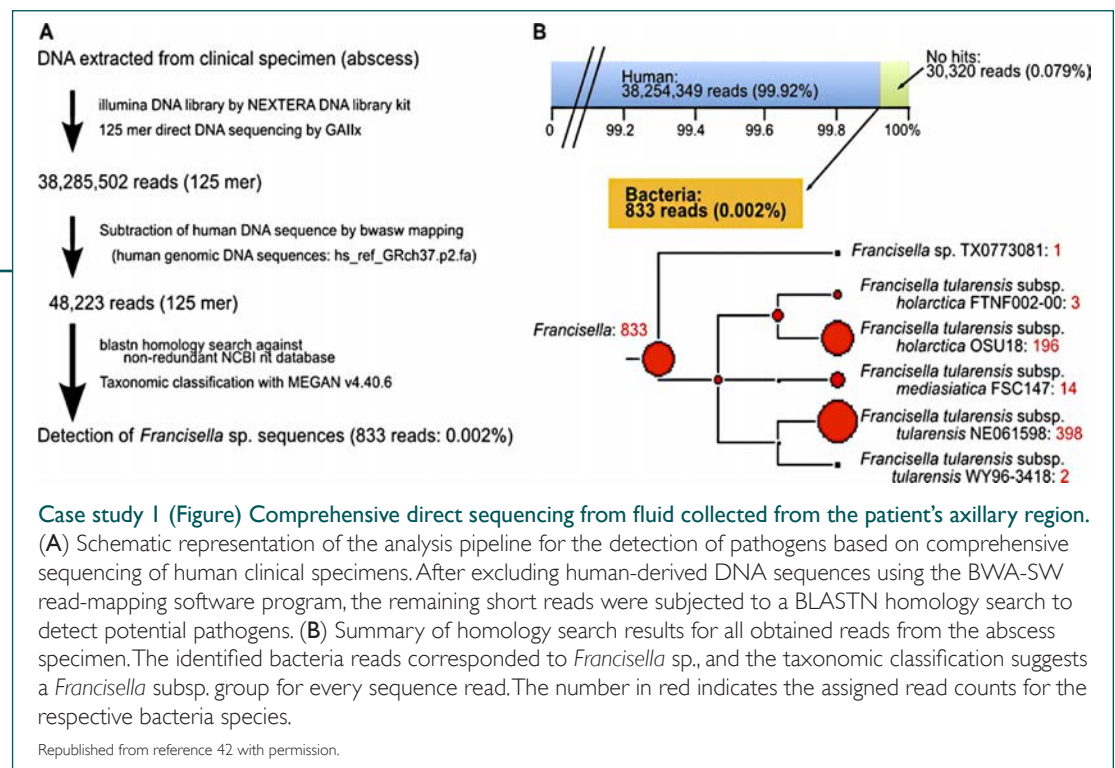 A
DNA extracted from clinical specimen (abscess)
illumina DNA library by NEXTERA DNA library kit
125 mer direct DNA sequencing by GAIIx
38,285,502 reads (125 mer)
Subtraction of human DNA sequence by bwasw mapping
(human genomic DNA sequences: hs_ref_GRch37.p2.fa)
48,223 reads (125 mer)
blastn homology search against
non-redundant NCBI nt database
Taxonomic classification with MEGAN v4.40.6
Detection of Francisella sp. sequences (833 reads: 0.002%)
B
No hits:
30,320 reads (0.079%)
Human:
38,254,349 reads (99.92%)
0 99.2 99.4 99.6 99.8 100%
Bacteria:
833 reads (0.002%)
Francisella: 833
Francisella sp. TX0773081: 1
Francisella tularensis subsp.
holarctica FTNF002-00: 3
Francisella tularensis subsp.
holarctica OSU18: 196
Francisella tularensis subsp.
mediasiatica FSC147: 14
Francisella tularensis subsp.
tularensis NE061598: 398
Francisella tularensis subsp.
tularensis WY96-3418: 2
Case study 1 (Figure) Comprehensive direct sequencing from fluid collected from the patient's axillary region.
(A) Schematic representation of the analysis pipeline for the detection of pathogens based on comprehensive
sequencing of human clinical specimens. After excluding human-derived DNA sequences using the BWA-SW
read-mapping software program, the remaining short reads were subjected to a BLASTN homology search to
detect potential pathogens. (B) Summary of homology search results for all obtained reads from the abscess
specimen. The identified bacteria reads corresponded to Francisella sp., and the taxonomic classification suggests
a Francisella subsp. group for every sequence read. The number in red indicates the assigned read counts for the
respective bacteria species.
Republished from reference 42 with permission.